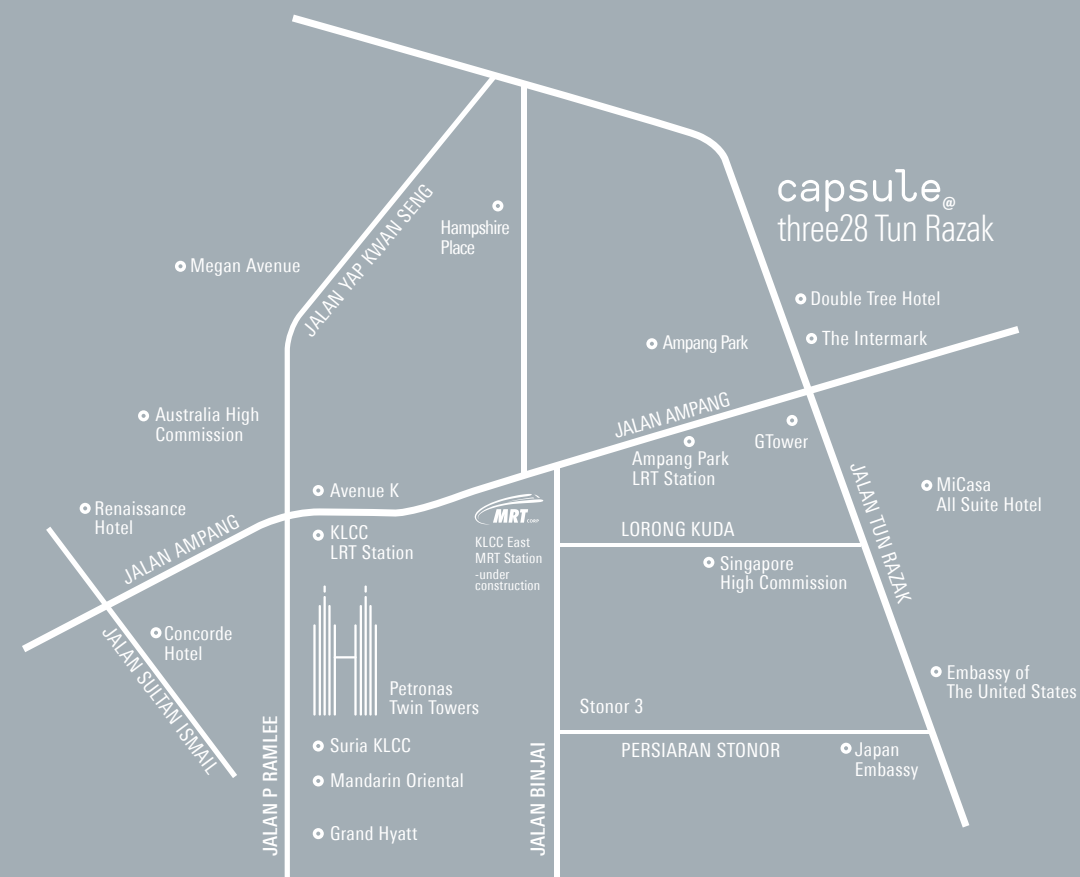 capsule@
three28 Tun Razak
JALAN YAP KWAN SENG
Hampshire
Place
Megan Avenue
Double Tree Hotel
The Intermark
Ampang Park
JALAN AMPANG
Australia High
Commission
GTower
Ampang Park
LRT Station
JALAN TUN RAZAK
MiCasa
All Suite Hotel
Avenue K
Renaissance
Hotel
JALAN AMPANG
KLCC
LRT Station
MRT CORP
KLCC East
MRT Station
-under
construction
LORONG KUDA
Singapore
High Commission
Concorde
Hotel
JALAN SULTAN ISMAIL
Petronas
Twin Towers
Embassy of
The United States
Stonor 3
PERSIARAN STONOR
Japan
Embassy
JALAN P RAMLEE
Suria KLCC
Mandarin Oriental
Grand Hyatt
JALAN BINJAI